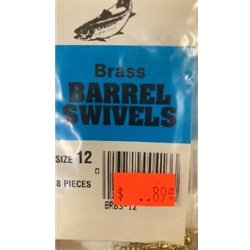 Brass
BARREL
SWIVELS
SIZE 12
8 PIECES
$ .89
BRBS-12